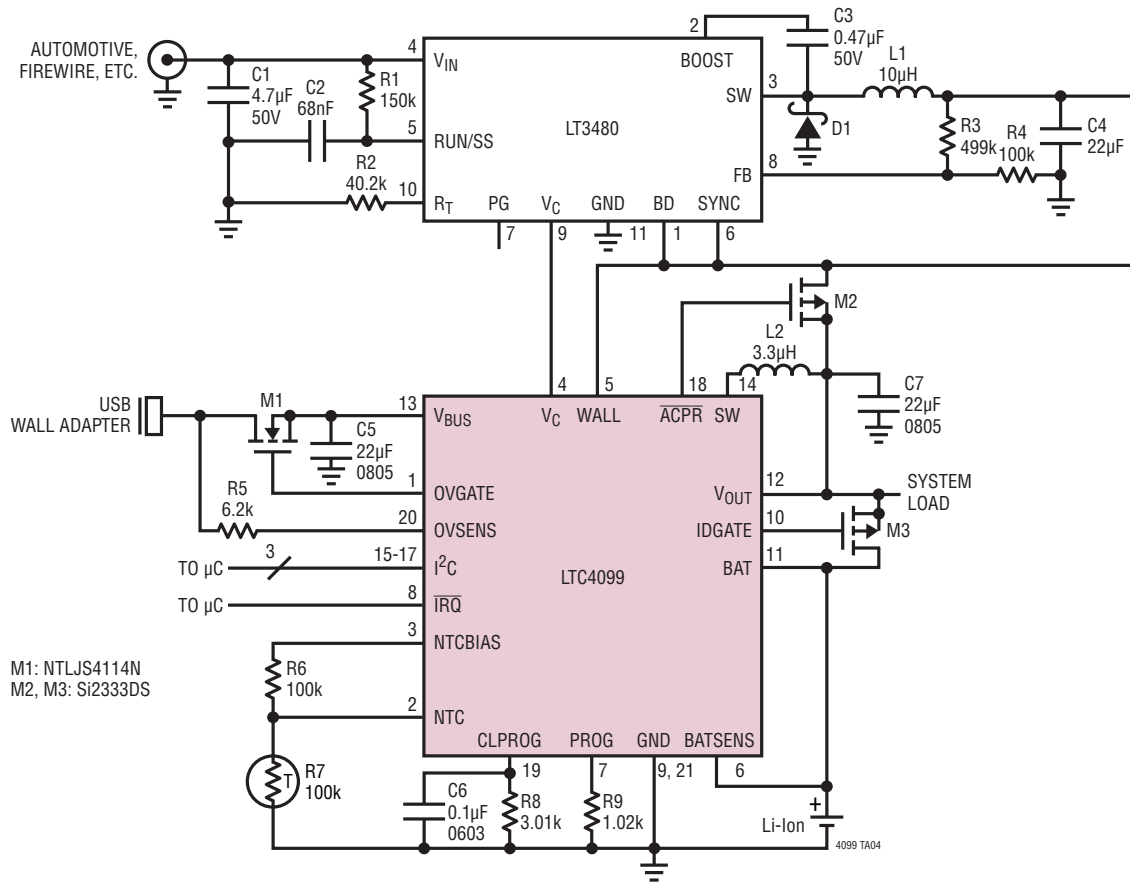 AUTOMOTIVE,
FIREWIRE, ETC.
C1
4.7µF
50V
C2
68nF
R1
150k
R2
40.2k
4
VIN
5
RUN/SS
10
RT
LT3480
2
BOOST
3
SW
8
FB
PG
7
VC
9
GND
11
BD
1
SYNC
6
C3
0.47µF
50V
L1
10µH
D1
R3
499k
R4
100k
C4
22µF
M2
L2
3.3µH
C7
22µF
0805
USB
WALL ADAPTER
M1
C5
22µF
0805
R5
6.2k
TO µC
3
TO µC
13
VBUS
1
OVGATE
20
OVSENS
15-17
I2C
8
IRQ
3
NTCBIAS
2
NTC
4
VC
5
WALL
18
ACPR
14
SW
LTC4099
12
VOUT
10
IDGATE
11
BAT
SYSTEM
LOAD
M3
M1: NTLJS4114N
M2, M3: Si2333DS
R6
100k
T
R7
100k
CLPROG
19
PROG
7
GND
9, 21
BATSENS
6
C6
0.1µF
0603
R8
3.01k
R9
1.02k
+
Li-Ion
4099 TA04